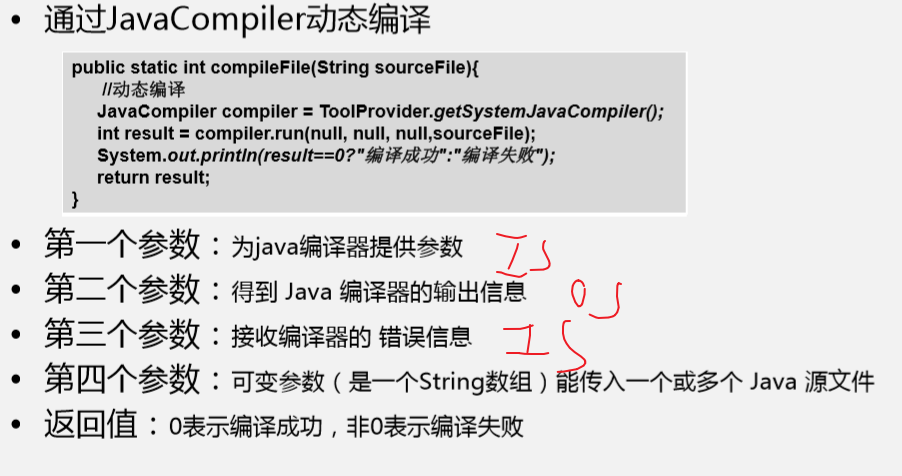 • 通过JavaCompiler动态编译
public static int compileFile(String sourceFile){
//动态编译
JavaCompiler compiler = ToolProvider.getSystemJavaCompiler();
int result = compiler.run(null, null, null,sourceFile);
System.out.println(result==0?"编译成功":"编译失败");
return result;
}
• 第一个参数：为java编译器提供参数 IS
• 第二个参数：得到 Java 编译器的输出信息 OS
• 第三个参数：接收编译器的 错误信息 IS
• 第四个参数：可变参数（是一个String数组）能传入一个或多个 Java 源文件
• 返回值：0表示编译成功，非0表示编译失败